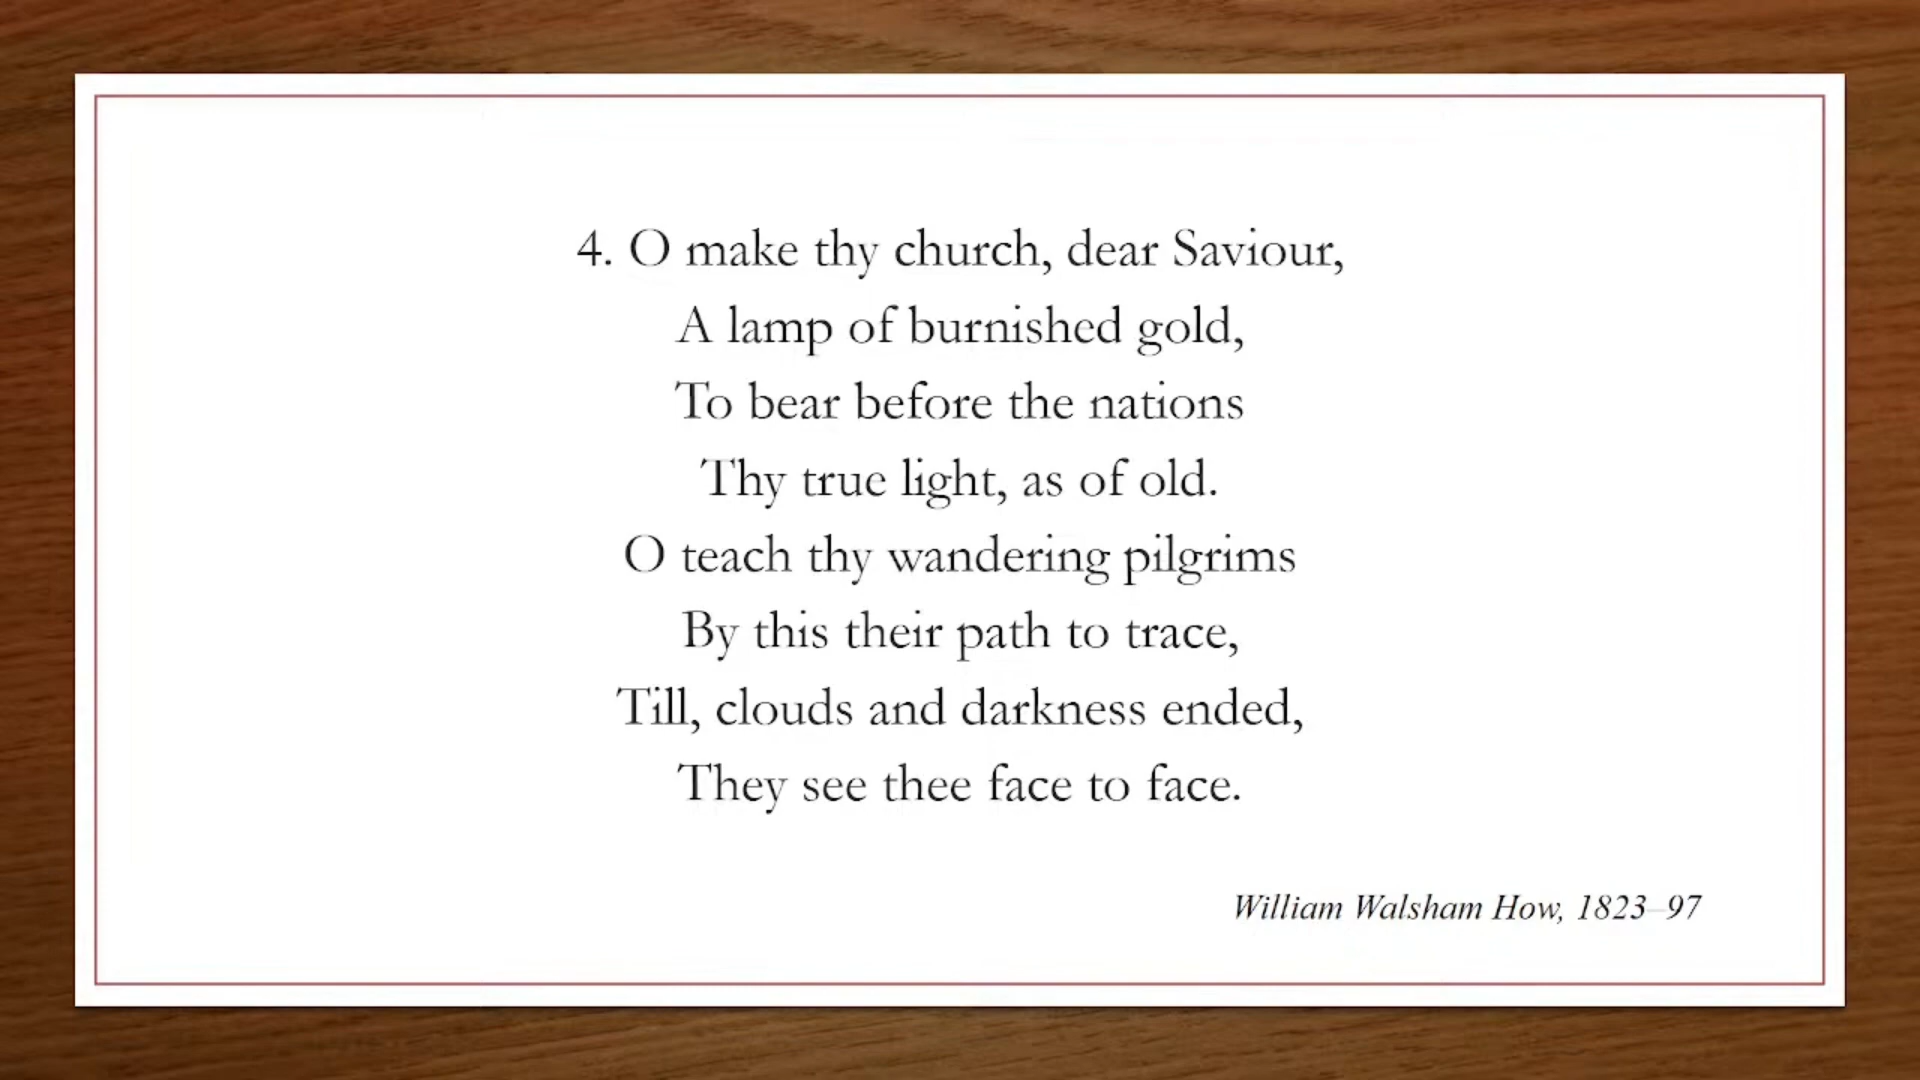 4. O make thy church, dear Saviour,
A lamp of burnished gold,
To bear before the nations
Thy true light, as of old.
O teach thy wandering pilgrims
By this their path to trace,
Till, clouds and darkness ended,
They see thee face to face.
William Walsham How, 1823–97